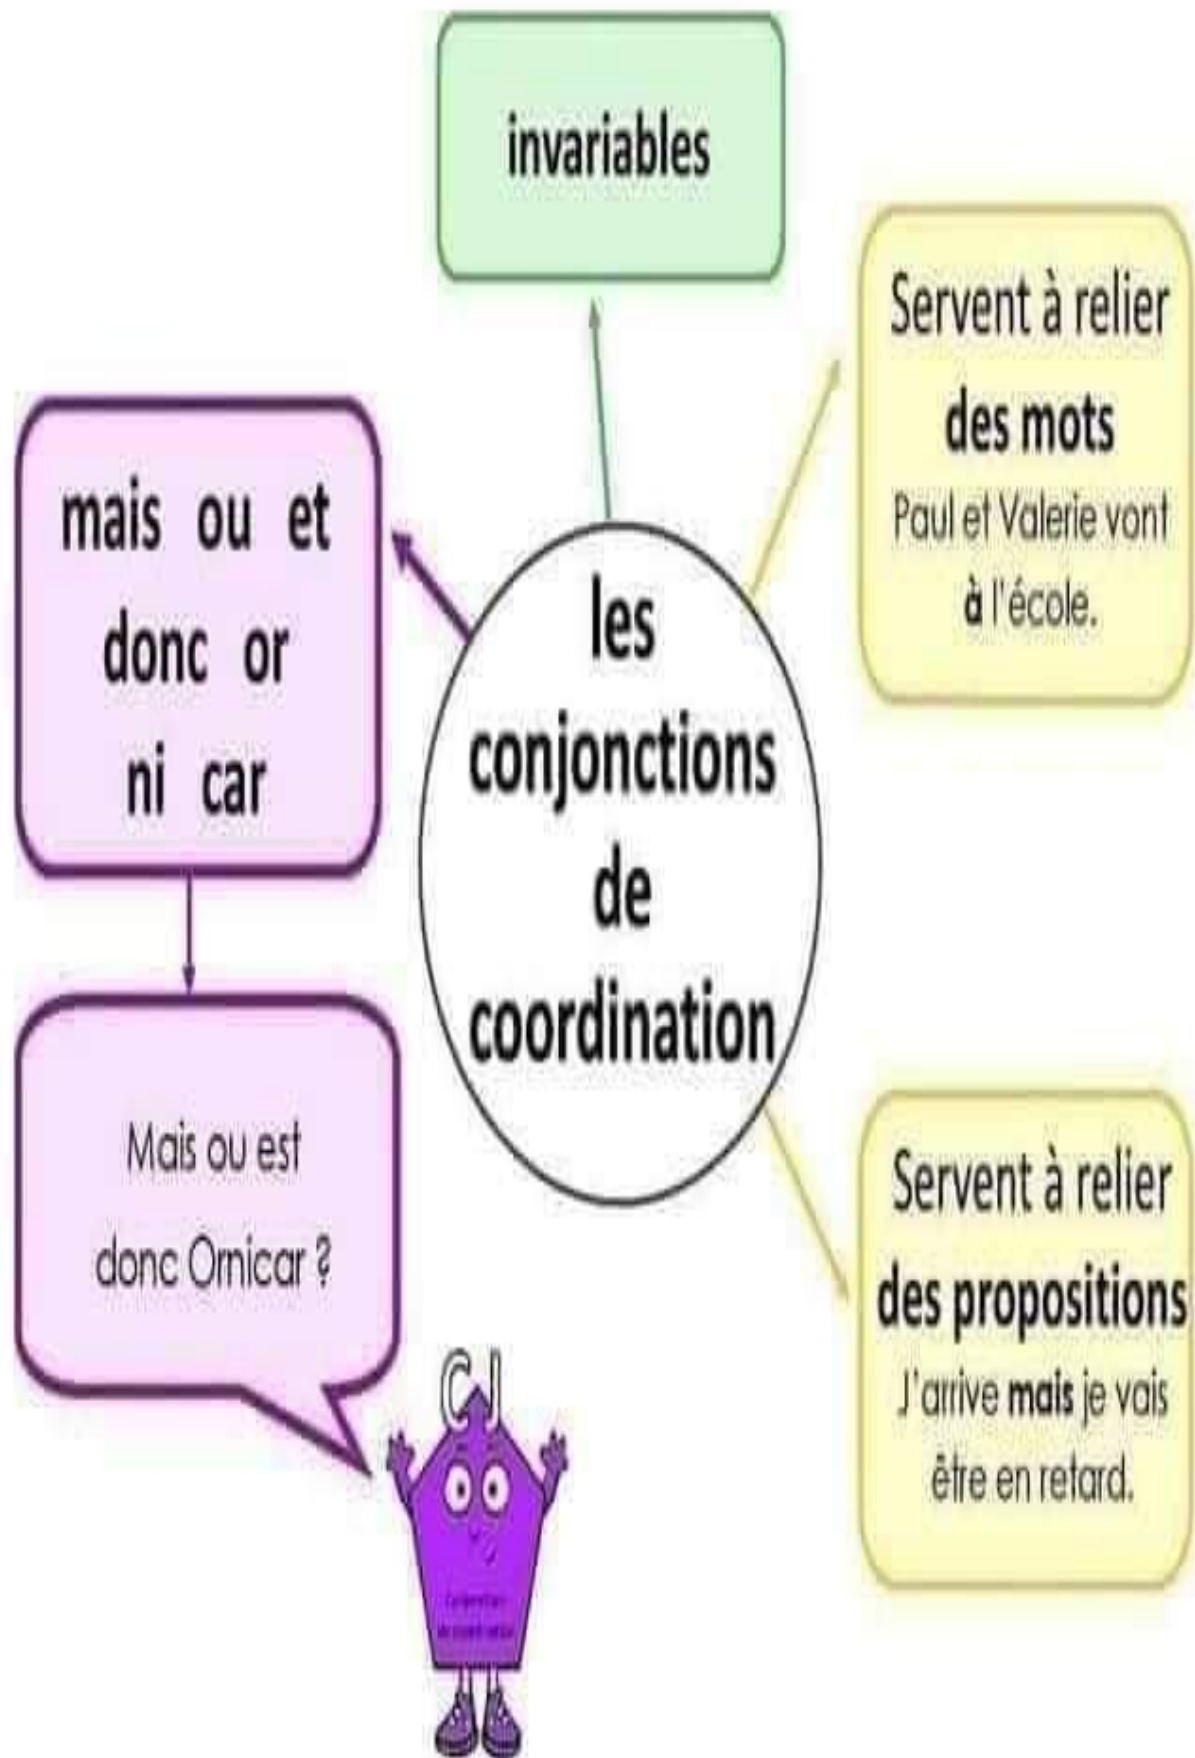 invariables
Servent à relier
des mots
Paul et Valerie vont
à l'école.
mais ou et
donc or
ni car
les
conjonctions
de
coordination
Mais ou est
donc Ornicar ?
Servent à relier
des propositions
J'arrive mais je vais
être en retard.
CJ